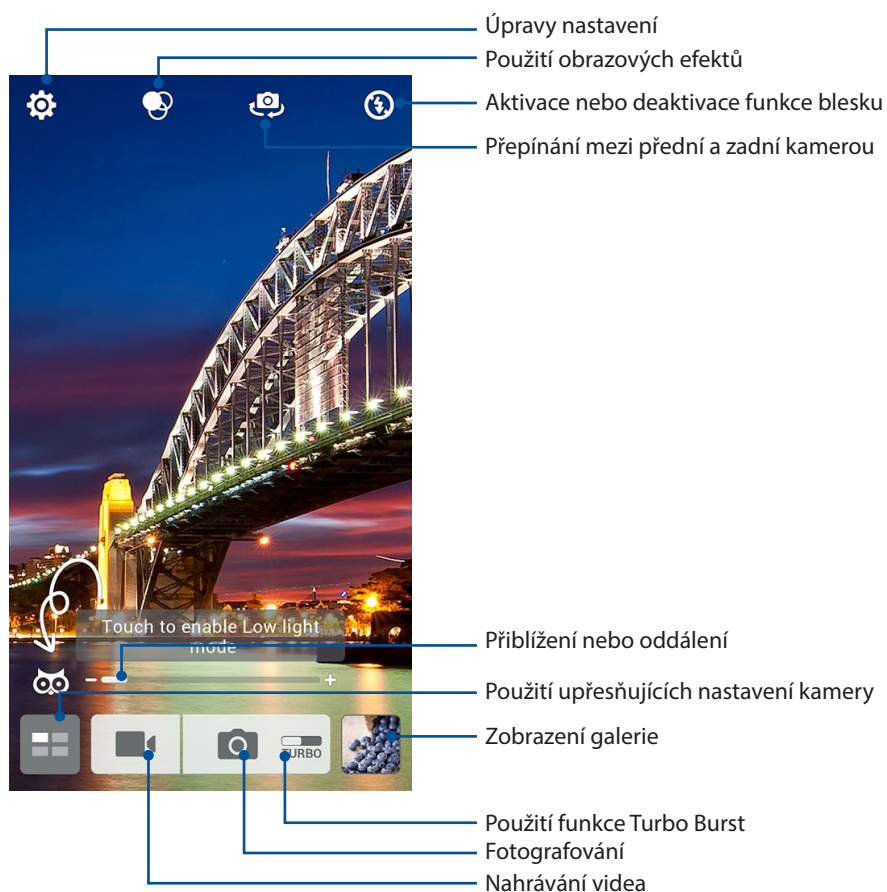 Úpravy nastavení
Použití obrazových efektů
Aktivace nebo deaktivace funkce blesku
Přepínání mezi přední a zadní kamerou
Touch to enable Low light
mode
Přiblížení nebo oddálení
Použití upřesňujících nastavení kamery
Zobrazení galerie
TURBO
Použití funkce Turbo Burst
Fotografování
Nahrávání videa